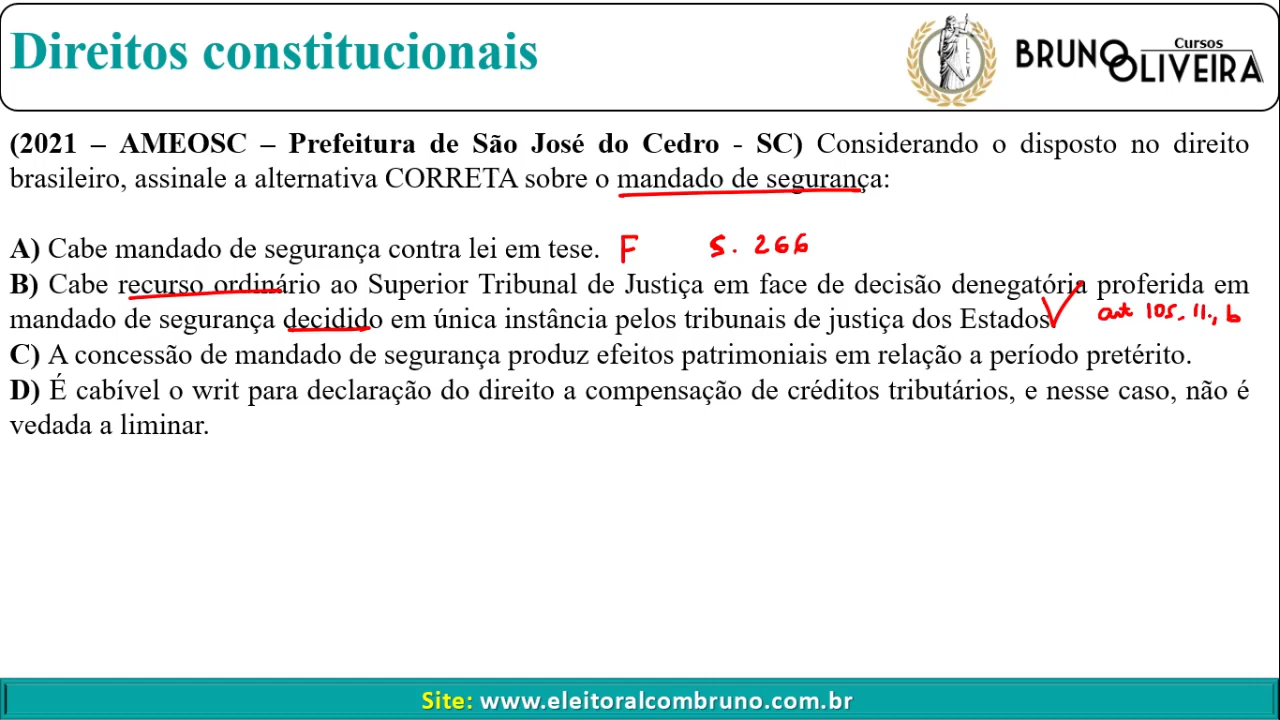 Direitos constitucionais
LEX
Cursos
BRUNO OLIVEIRA
(2021 – AMEOSC – Prefeitura de São José do Cedro - SC) Considerando o disposto no direito
brasileiro, assinale a alternativa CORRETA sobre o mandado de segurança:
A) Cabe mandado de segurança contra lei em tese. F S. 266
B) Cabe recurso ordinário ao Superior Tribunal de Justiça em face de decisão denegatória proferida em
mandado de segurança decidido em única instância pelos tribunais de justiça dos Estados. art 105, II, b
C) A concessão de mandado de segurança produz efeitos patrimoniais em relação a período pretérito.
D) É cabível o writ para declaração do direito a compensação de créditos tributários, e nesse caso, não é
vedada a liminar.
Site: www.eleitoralcombruno.com.br